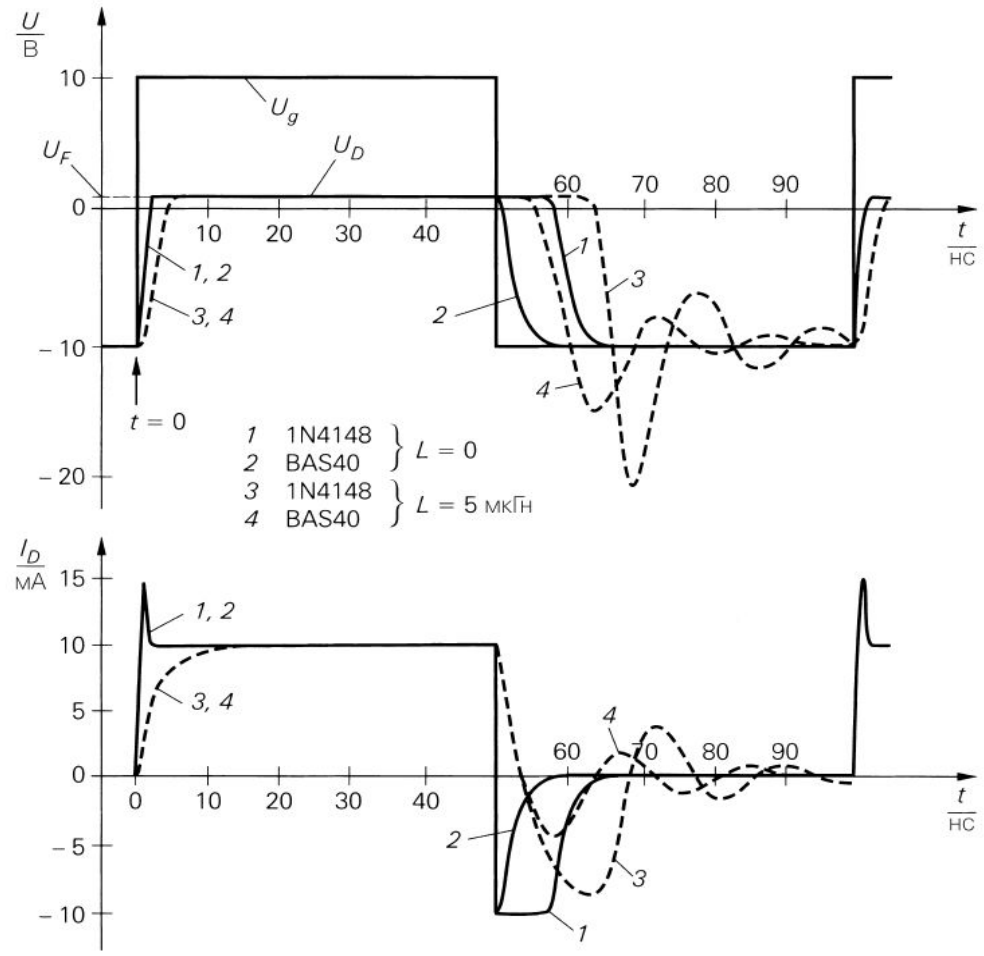 U
В
10
U_g
U_F
U_D
60 70 80 90
0
10 20 30 40
t
нс
1
1, 2
3
2
3, 4
-10
4
t = 0
1 1N4148
2 BAS40 } L = 0
3 1N4148
4 BAS40 } L = 5 мкГн
-20
I_D
мА
15
1, 2
10
3, 4
5
4
60 70 80 90
0
0 10 20 30 40
t
нс
2
-5
3
-10
1